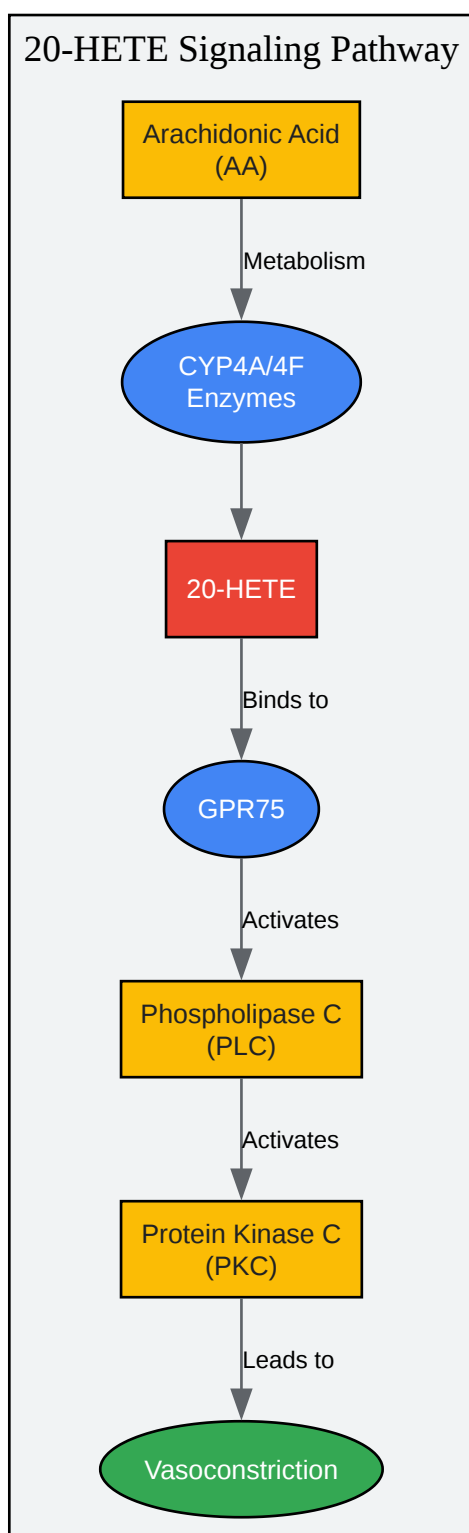 20-HETE Signaling Pathway
Arachidonic Acid
(AA)
Metabolism
CYP4A/4F
Enzymes
20-HETE
Binds to
GPR75
Activates
Phospholipase C
(PLC)
Activates
Protein Kinase C
(PKC)
Leads to
Vasoconstriction